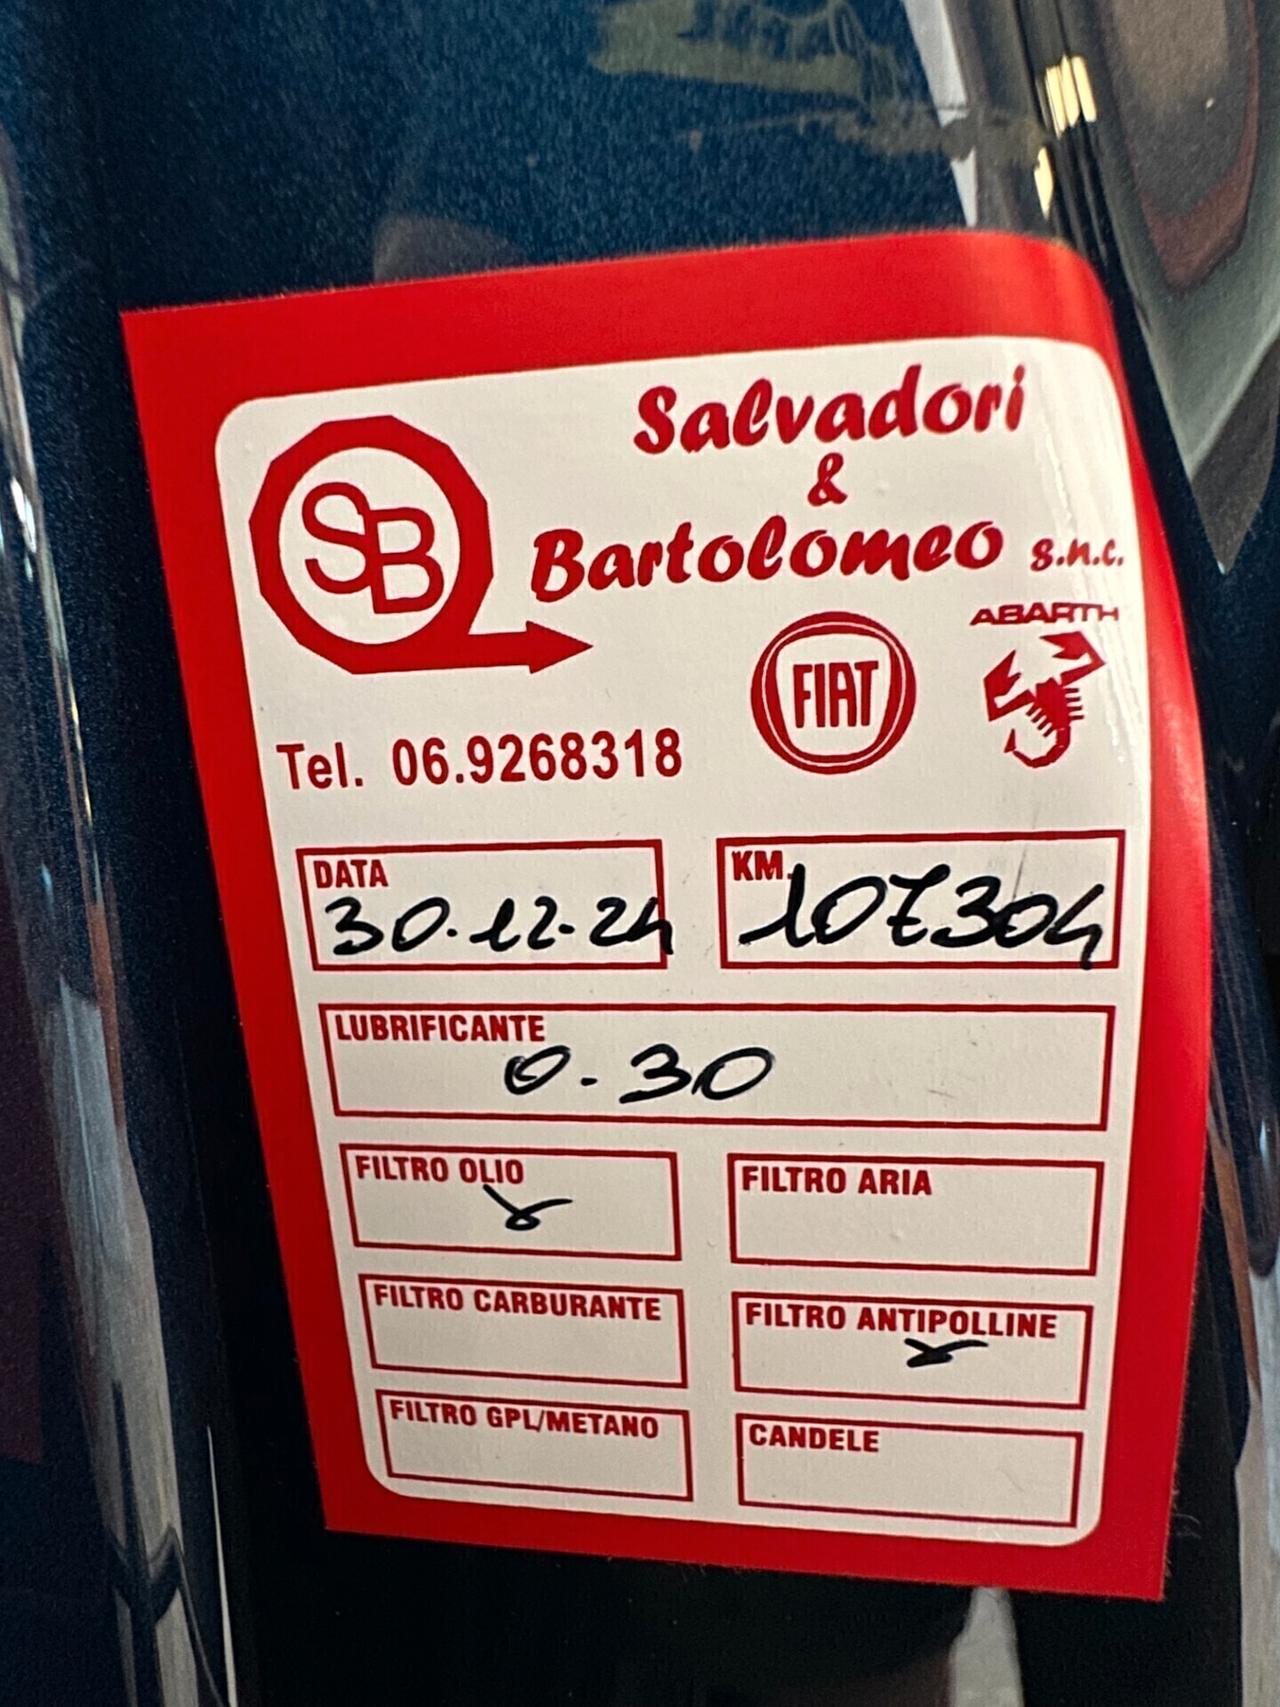 Salvadori
&
Bartolomeo s.n.c.
SB
ABARTH
FIAT
Tel. 06.9268318
DATA
30.12.24
KM.
107304
LUBRIFICANTE
0-30
FILTRO OLIO
FILTRO ARIA
FILTRO CARBURANTE
FILTRO ANTIPOLLINE
FILTRO GPL/METANO
CANDELE